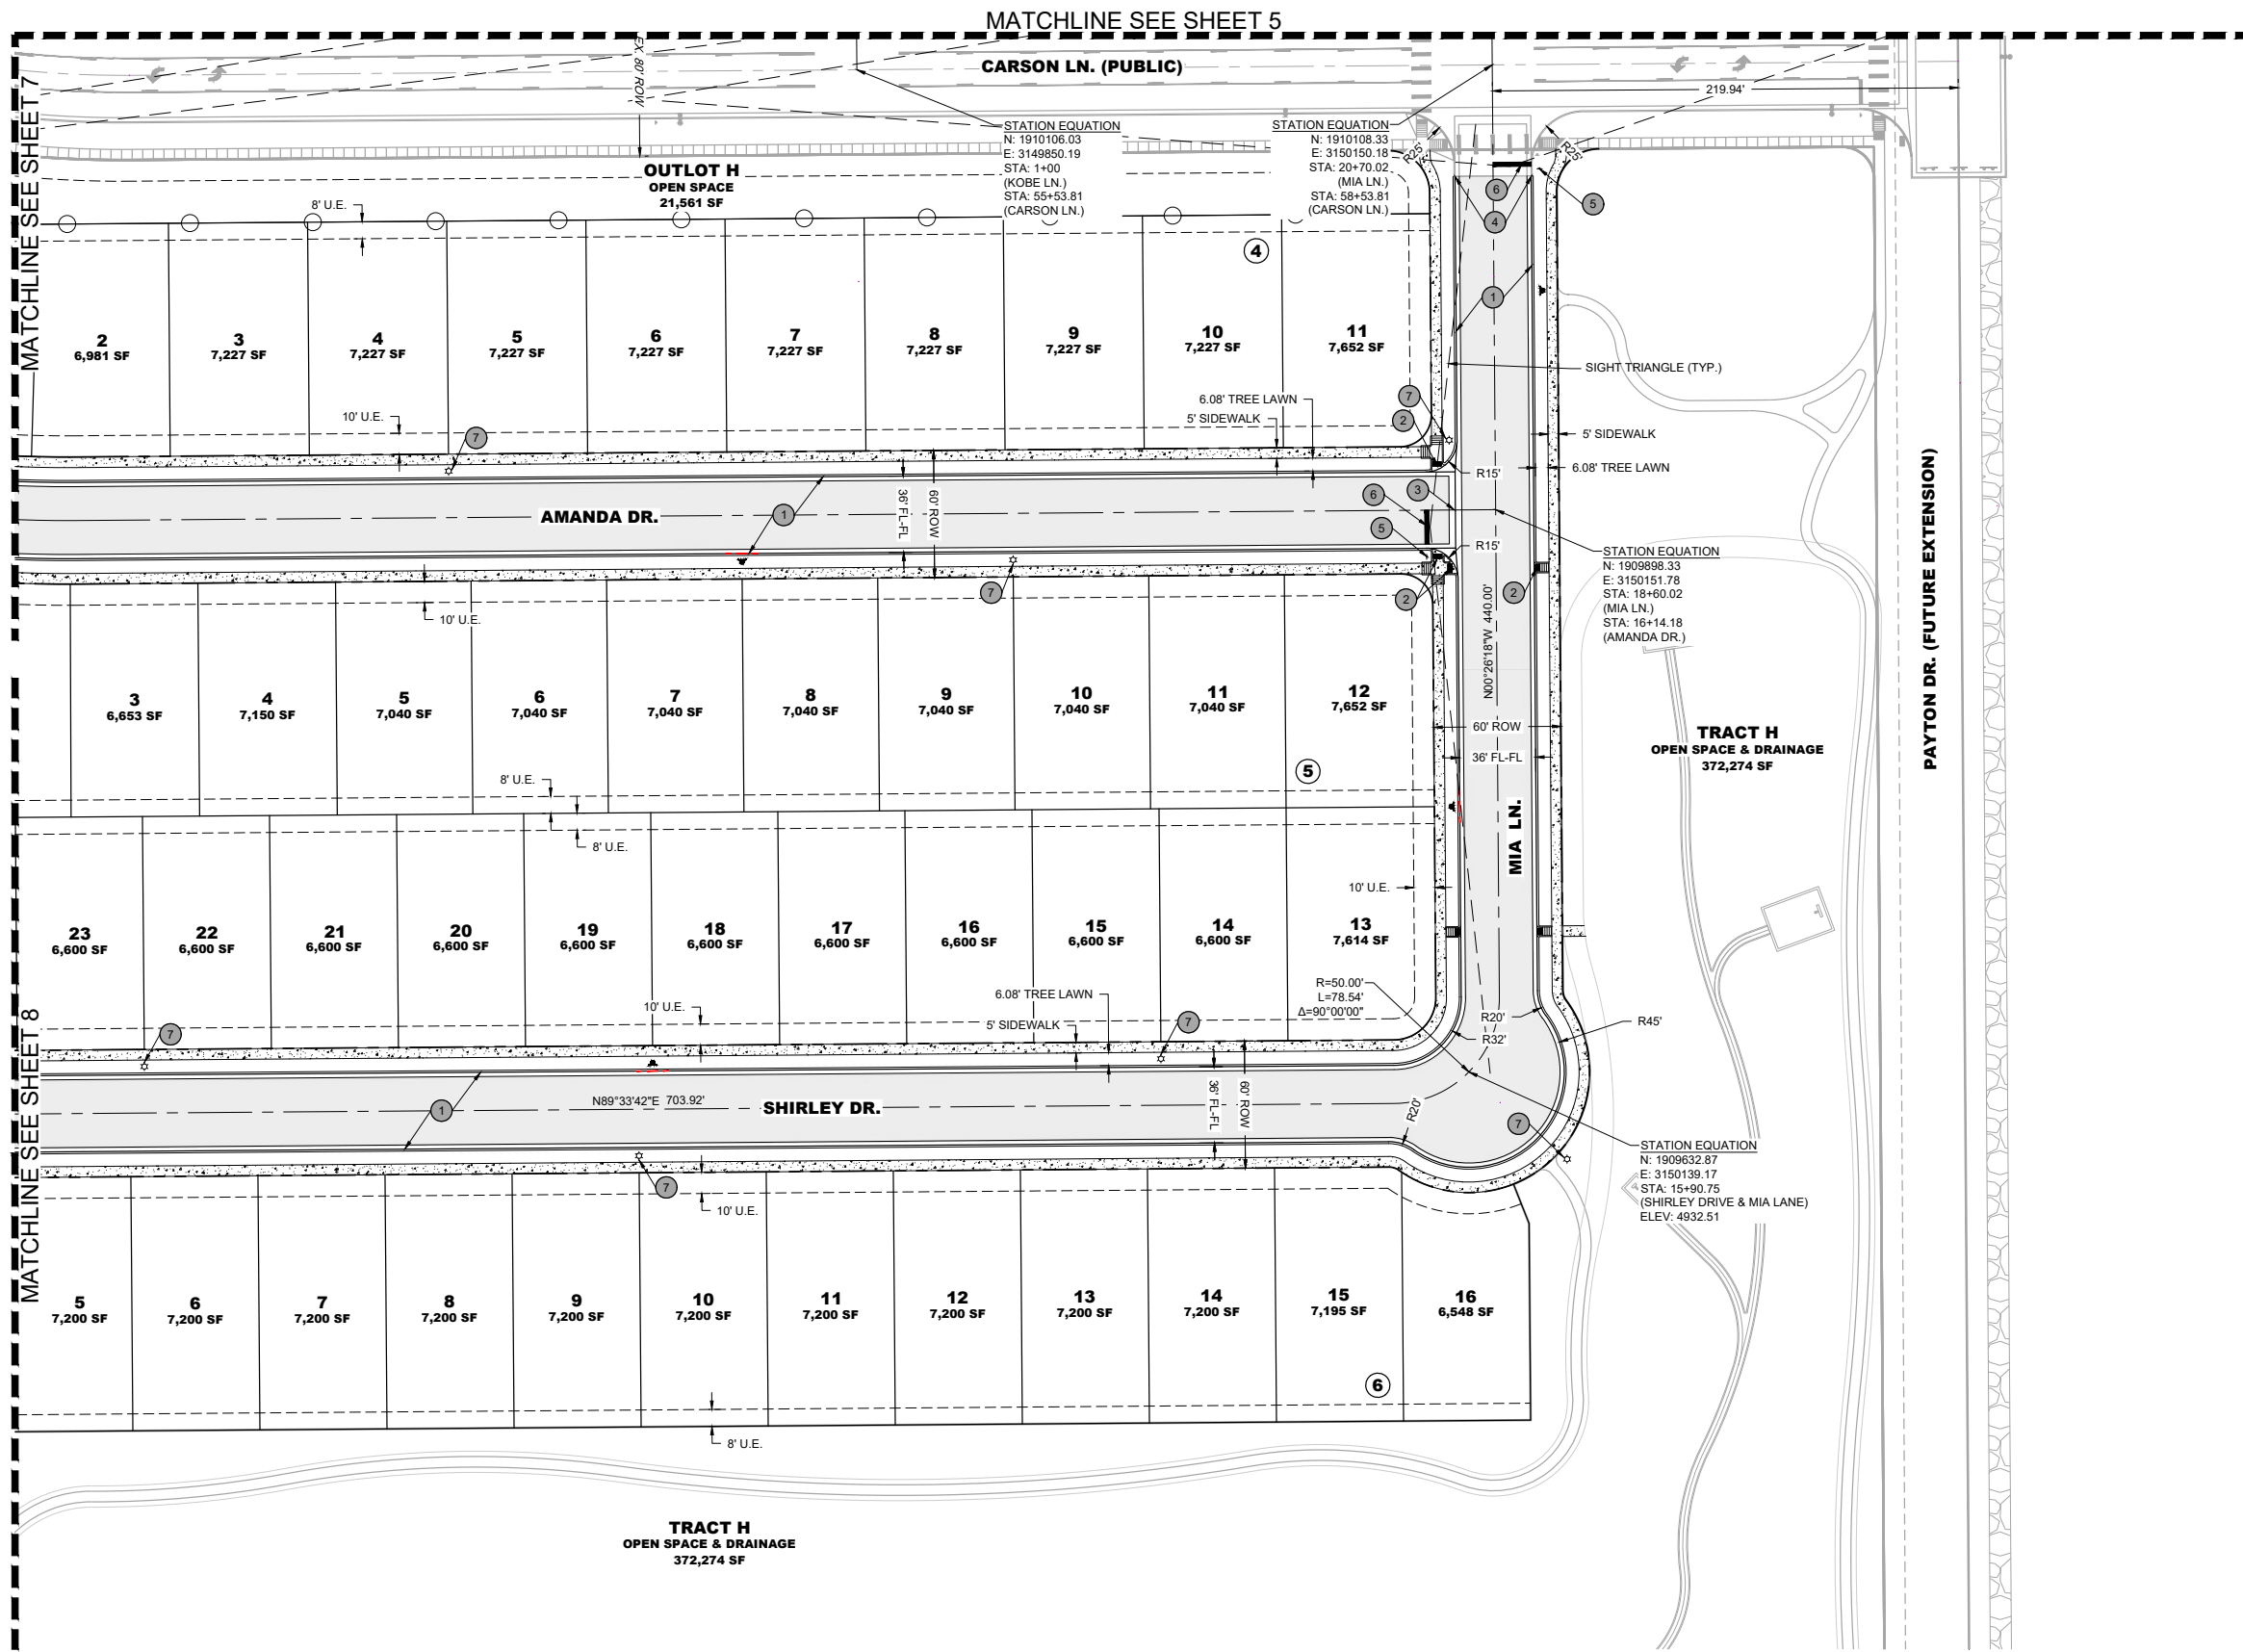 MATCHLINE SEE SHEET 5
MATCHLINE SEE SHEET 7
MATCHLINE SEE SHEET 8
CARSON LN. (PUBLIC)
EX. 80' ROW
219.94'
STATION EQUATION
N: 1910106.03
E: 3149850.19
STA: 1+00
(KOBE LN.)
STA: 55+53.81
(CARSON LN.)
STATION EQUATION
N: 1910108.33
E: 3150150.18
STA: 20+70.02
(MIA LN.)
STA: 58+53.81
(CARSON LN.)
R25'
R25'
OUTLOT H
OPEN SPACE
21,561 SF
8' U.E.
6
5
4
4
1
2
6,981 SF
3
7,227 SF
4
7,227 SF
5
7,227 SF
6
7,227 SF
7
7,227 SF
8
7,227 SF
9
7,227 SF
10
7,227 SF
11
7,652 SF
SIGHT TRIANGLE (TYP.)
10' U.E.
7
6.08' TREE LAWN
5' SIDEWALK
7
2
5' SIDEWALK
6.08' TREE LAWN
R15'
AMANDA DR.
1
36' FL-FL
60' ROW
6
3
5
R15'
7
2
2
10' U.E.
STATION EQUATION
N: 1909898.33
E: 3150151.78
STA: 18+60.02
(MIA LN.)
STA: 16+14.18
(AMANDA DR.)
N00°26'18"W 440.00'
PAYTON DR. (FUTURE EXTENSION)
3
6,653 SF
4
7,150 SF
5
7,040 SF
6
7,040 SF
7
7,040 SF
8
7,040 SF
9
7,040 SF
10
7,040 SF
11
7,040 SF
12
7,652 SF
60' ROW
36' FL-FL
TRACT H
OPEN SPACE & DRAINAGE
372,274 SF
5
8' U.E.
8' U.E.
MIA LN.
10' U.E.
23
6,600 SF
22
6,600 SF
21
6,600 SF
20
6,600 SF
19
6,600 SF
18
6,600 SF
17
6,600 SF
16
6,600 SF
15
6,600 SF
14
6,600 SF
13
7,614 SF
R=50.00'
L=78.54'
Δ=90°00'00"
10' U.E.
6.08' TREE LAWN
5' SIDEWALK
7
7
R20'
R32'
R45'
1
N89°33'42"E 703.92'
SHIRLEY DR.
36' FL-FL
60' ROW
R20'
7
7
10' U.E.
STATION EQUATION
N: 1909632.87
E: 3150139.17
STA: 15+90.75
(SHIRLEY DRIVE & MIA LANE)
ELEV: 4932.51
5
7,200 SF
6
7,200 SF
7
7,200 SF
8
7,200 SF
9
7,200 SF
10
7,200 SF
11
7,200 SF
12
7,200 SF
13
7,200 SF
14
7,200 SF
15
7,195 SF
16
6,548 SF
6
8' U.E.
TRACT H
OPEN SPACE & DRAINAGE
372,274 SF